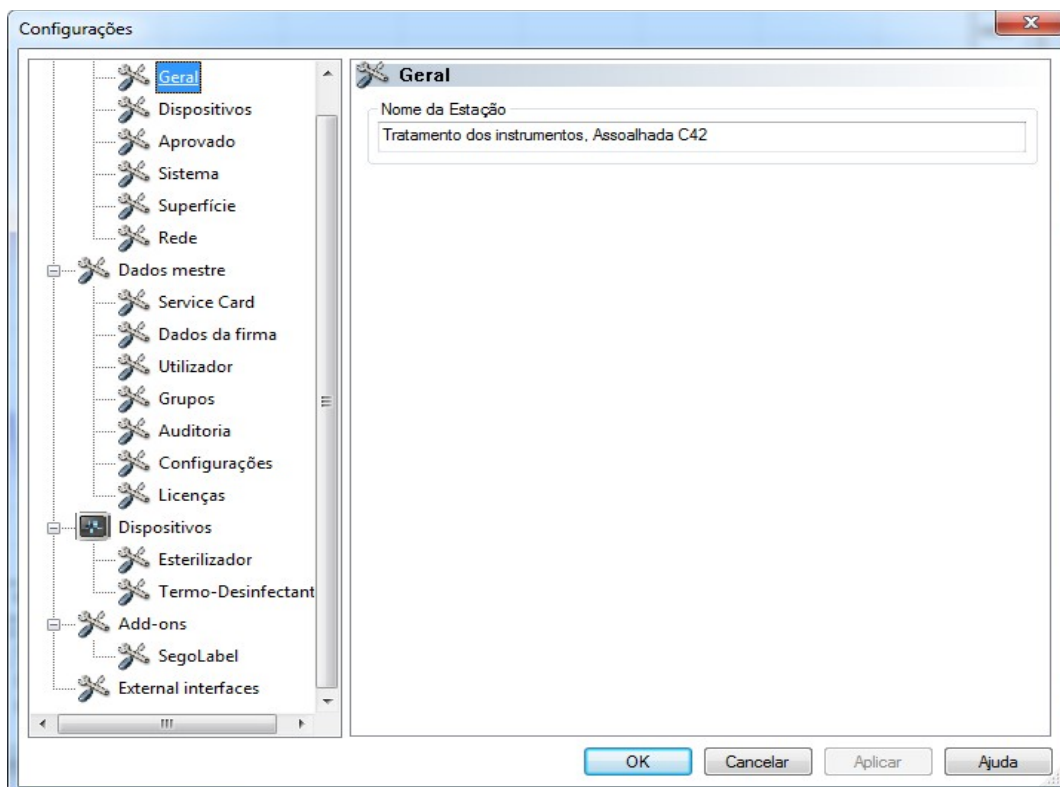 Configurações
Geral
Dispositivos
Aprovado
Sistema
Superfície
Rede
Dados mestre
Service Card
Dados da firma
Utilizador
Grupos
Auditoria
Configurações
Licenças
Dispositivos
Esterilizador
Termo-Desinfectant
Add-ons
SegoLabel
External interfaces
Geral
Nome da Estação
Tratamento dos instrumentos, Assoalhada C42
OK
Cancelar
Aplicar
Ajuda